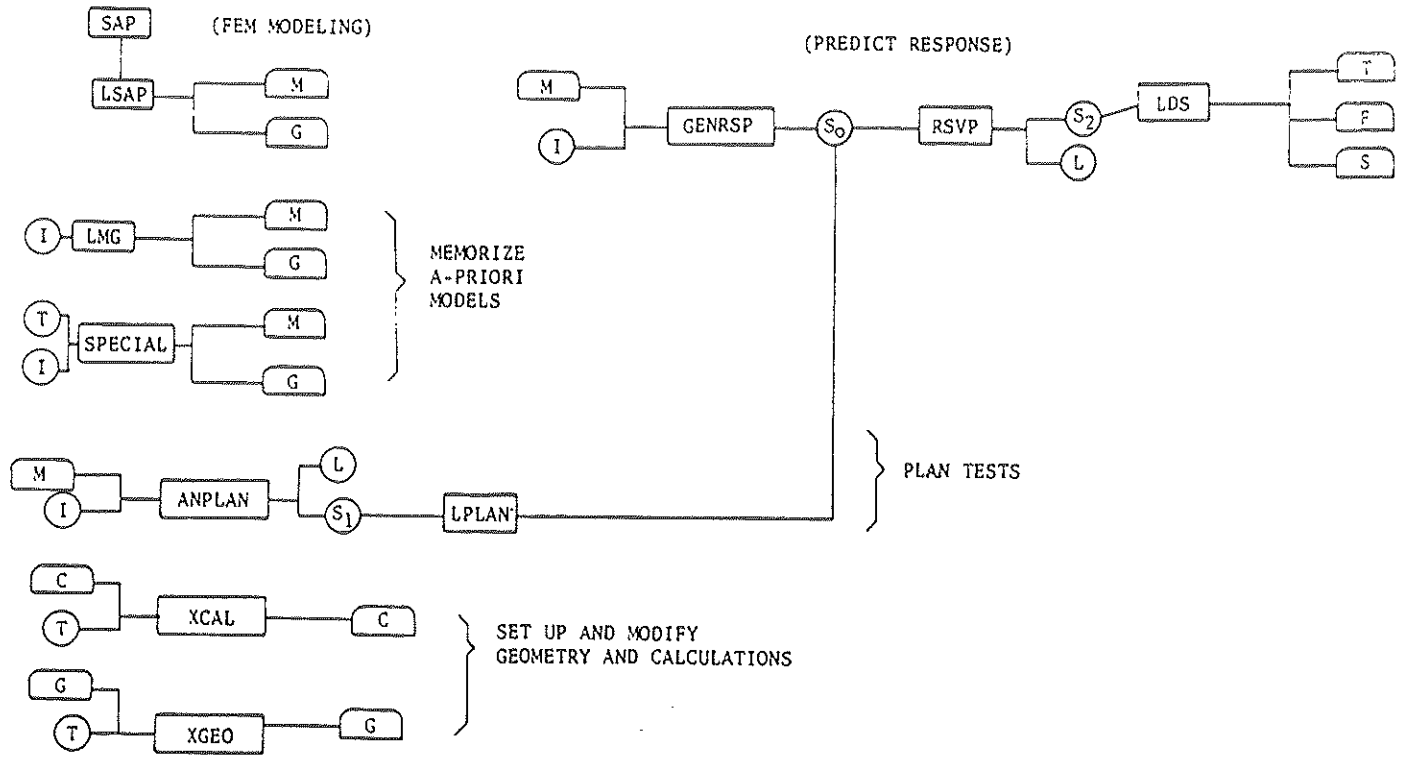 SAP
(FEM MODELING)
LSAP
M
G
(PREDICT RESPONSE)
M
I
GENRSP
S0
RSVP
S2
L
LDS
T
F
S
I
LMG
M
G
T
I
SPECIAL
M
G
MEMORIZE
A-PRIORI
MODELS
M
I
ANPLAN
L
S1
LPLAN
PLAN TESTS
C
T
XCAL
C
G
T
XGEO
G
SET UP AND MODIFY
GEOMETRY AND CALCULATIONS